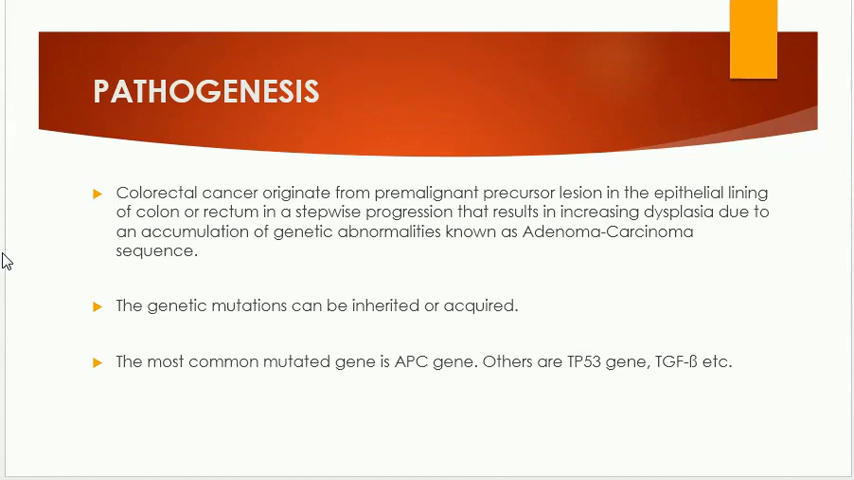 PATHOGENESIS
Colorectal cancer originate from premalignant precursor lesion in the epithelial lining
of colon or rectum in a stepwise progression that results in increasing dysplasia due to
an accumulation of genetic abnormalities known as Adenoma-Carcinoma
sequence.
The genetic mutations can be inherited or acquired.
The most common mutated gene is APC gene. Others are TP53 gene, TGF-ß etc.